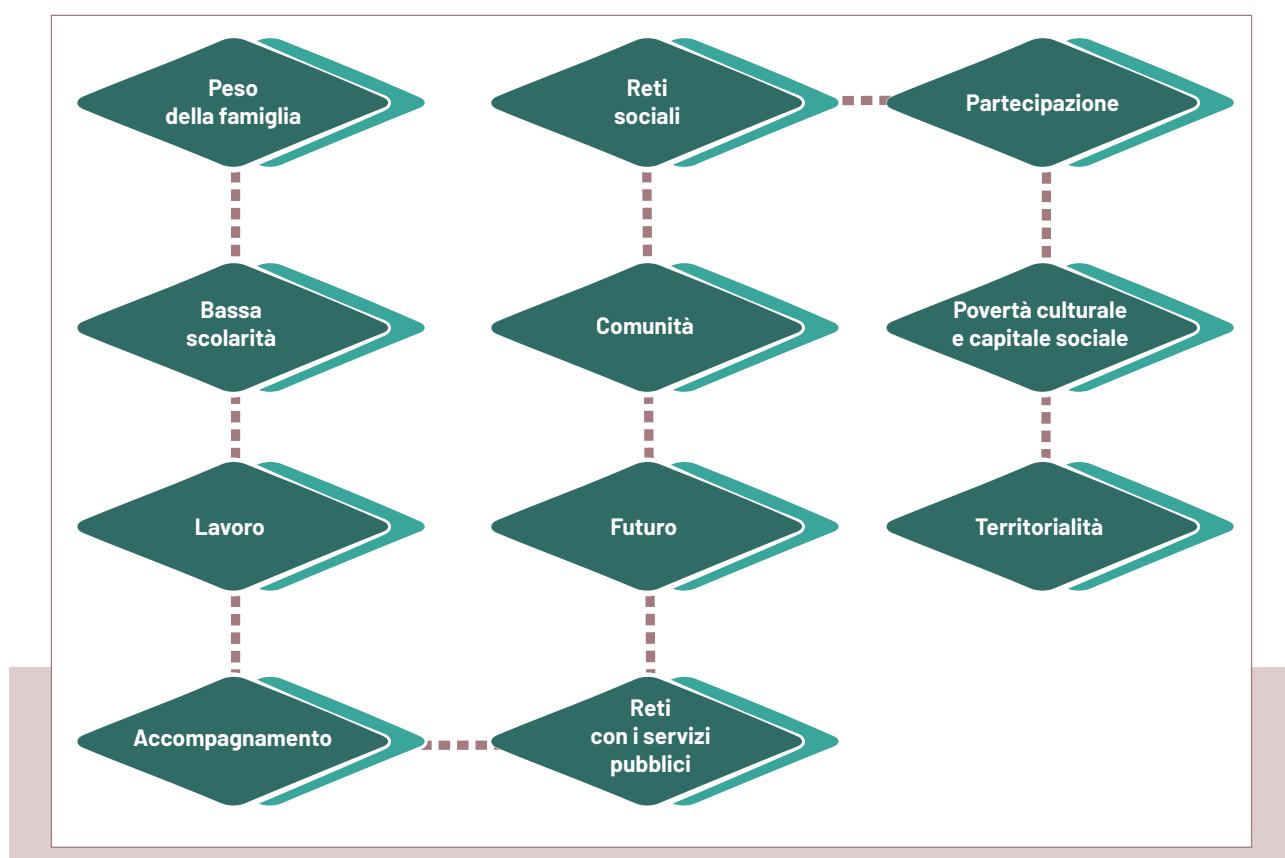 Peso
della famiglia
Bassa
scolarità
Lavoro
Accompagnamento
Reti
con i servizi
pubblici
Futuro
Comunità
Reti
sociali
Partecipazione
Povertà culturale
e capitale sociale
Territorialità